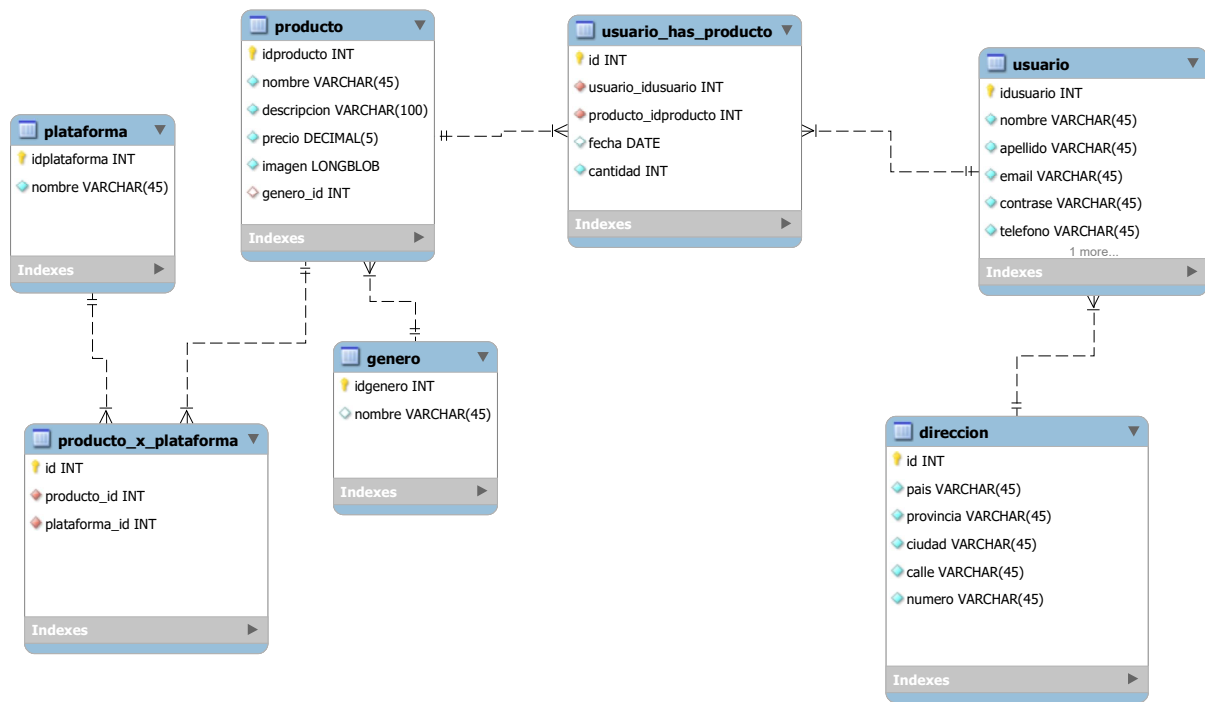 producto
idproducto INT
nombre VARCHAR(45)
descripcion VARCHAR(100)
precio DECIMAL(5)
imagen LONGBLOB
genero_id INT
Indexes
usuario_has_producto
id INT
usuario_idusuario INT
producto_idproducto INT
fecha DATE
cantidad INT
Indexes
usuario
idusuario INT
nombre VARCHAR(45)
apellido VARCHAR(45)
email VARCHAR(45)
contrase VARCHAR(45)
telefono VARCHAR(45)
1 more...
Indexes
plataforma
idplataforma INT
nombre VARCHAR(45)
Indexes
genero
idgenero INT
nombre VARCHAR(45)
Indexes
producto_x_plataforma
id INT
producto_id INT
plataforma_id INT
Indexes
direccion
id INT
pais VARCHAR(45)
provincia VARCHAR(45)
ciudad VARCHAR(45)
calle VARCHAR(45)
numero VARCHAR(45)
Indexes